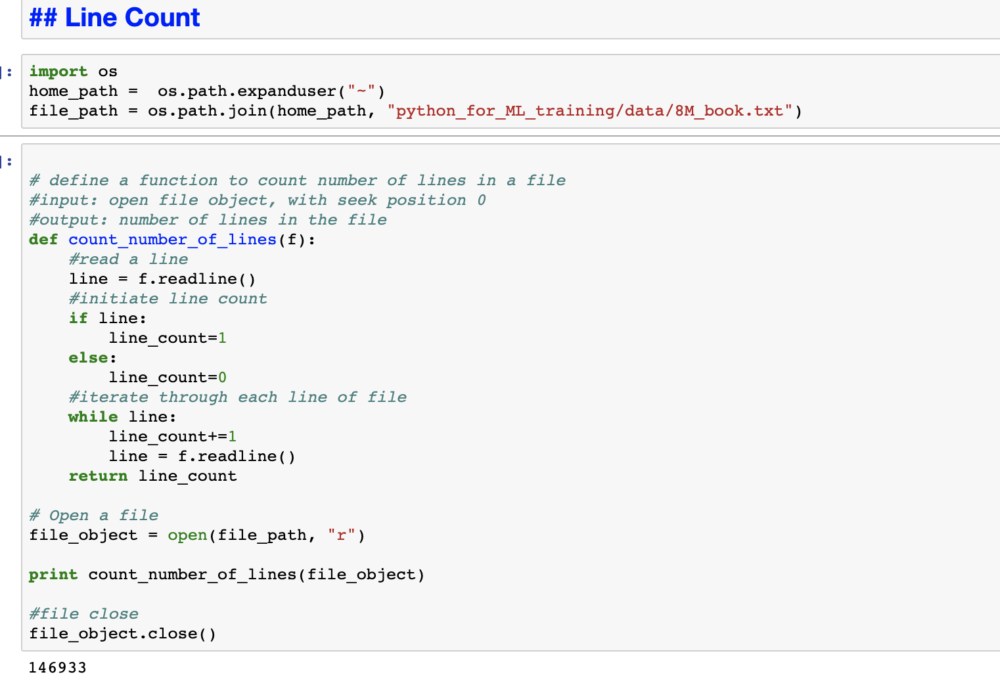 ## Line Count
]:
import os
home_path =  os.path.expanduser("~")
file_path = os.path.join(home_path, "python_for_ML_training/data/8M_book.txt")
]:
# define a function to count number of lines in a file
#input: open file object, with seek position 0
#output: number of lines in the file
def count_number_of_lines(f):
    #read a line
    line = f.readline()
    #initiate line count
    if line:
        line_count=1
    else:
        line_count=0
    #iterate through each line of file
    while line:
        line_count+=1
        line = f.readline()
    return line_count
# Open a file
file_object = open(file_path, "r")
print count_number_of_lines(file_object)
#file close
file_object.close()
146933